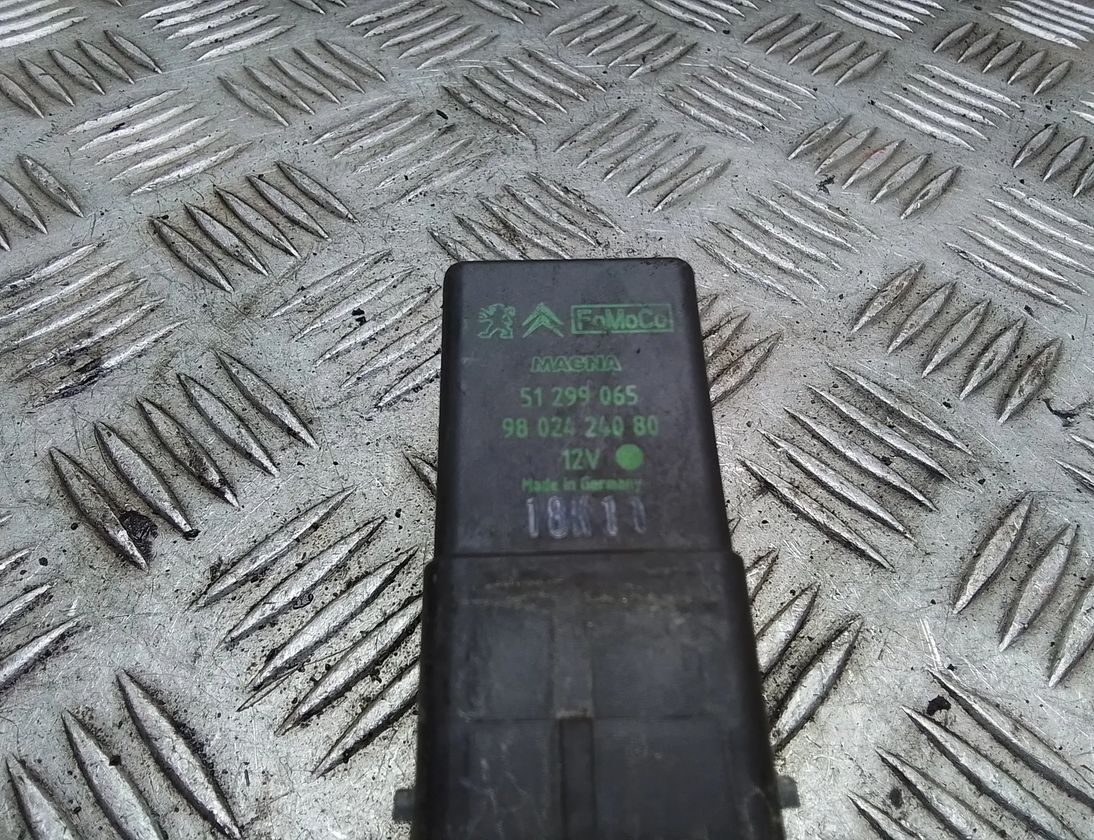 FoMoCo
MAGNA
51 299 065
98 024 240 80
12V
Made in Germany
18K11